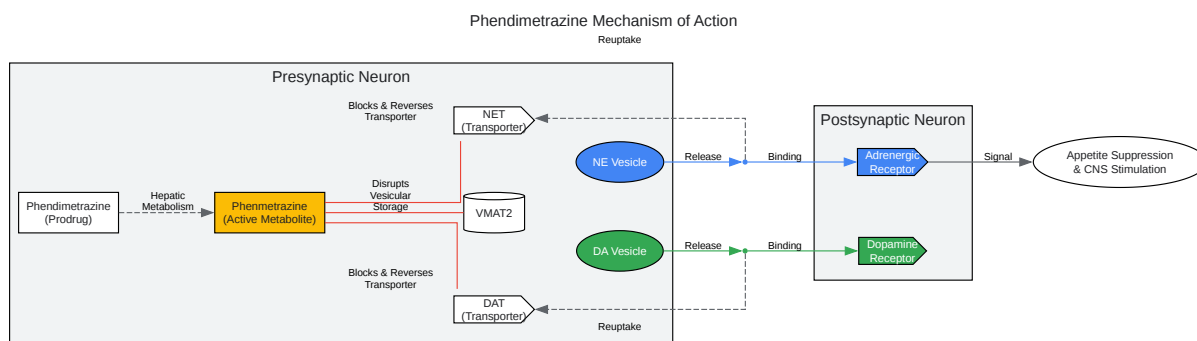 Phendimetrazine Mechanism of Action
Reuptake
Presynaptic Neuron
Blocks & Reverses
Transporter
NET
(Transporter)
Postsynaptic Neuron
NE Vesicle
Release
Binding
Adrenergic
Receptor
Signal
Appetite Suppression
& CNS Stimulation
Phendimetrazine
(Prodrug)
Hepatic
Metabolism
Phenmetrazine
(Active Metabolite)
Disrupts
Vesicular
Storage
VMAT2
DA Vesicle
Release
Binding
Dopamine
Receptor
Blocks & Reverses
Transporter
DAT
(Transporter)
Reuptake